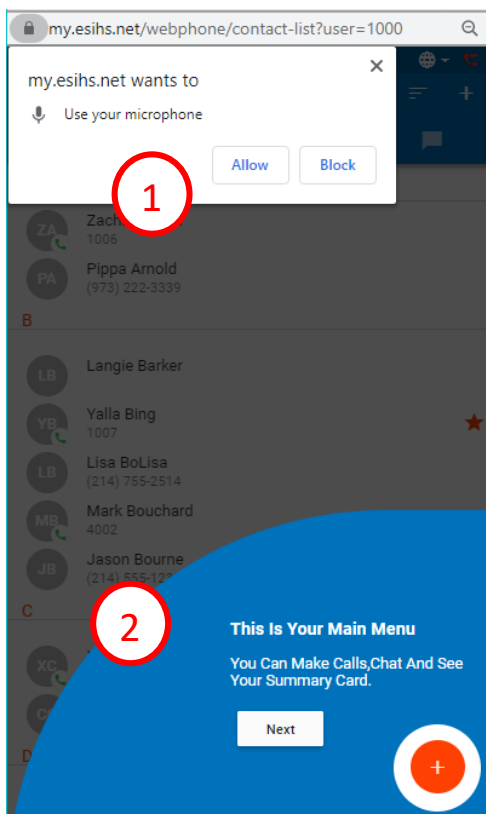 my.esihs.net/webphone/contact-list?user=1000
my.esihs.net wants to
Use your microphone
Allow
Block
1
ZA
1006
PA
Pippa Arnold
(973) 222-3339
B
LB
Langie Barker
YB
Yalla Bing
1007
LB
Lisa BoLisa
(214) 755-2514
MB
Mark Bouchard
4002
JB
Jason Bourne
(214) 555-12
C
2
This Is Your Main Menu
XC
You Can Make Calls,Chat And See
Your Summary Card.
Next
D